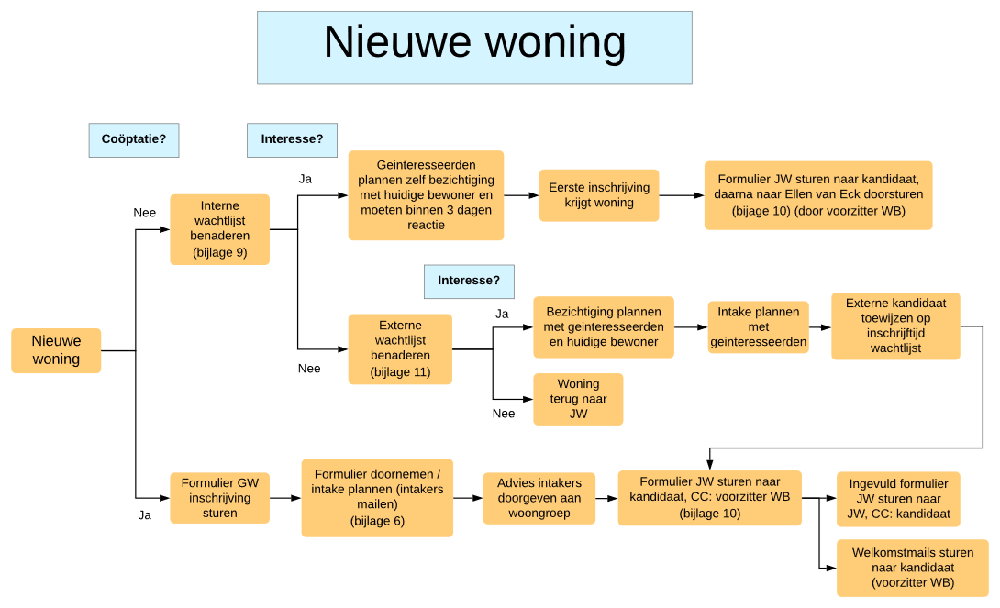 Nieuwe woning
Coöptatie?
Interesse?
Ja
Geinteresseerden
plannen zelf bezichtiging
met huidige bewoner en
moeten binnen 3 dagen
reactie
Eerste inschrijving
krijgt woning
Formulier JW sturen naar kandidaat,
daarna naar Ellen van Eck doorsturen
(bijage 10) (door voorzitter WB)
Nee
Interne
wachtlijst
benaderen
(bijlage 9)
Interesse?
Nieuwe
woning
Nee
Externe
wachtlijst
benaderen
(bijlage 11)
Ja
Bezichtiging plannen
met geinteresseerden
en huidige bewoner
Intake plannen
met
geinteresseerden
Externe kandidaat
toewijzen op
inschrijftijd
wachtlijst
Nee
Woning
terug naar
JW
Ja
Formulier GW
inschrijving
sturen
Formulier doornemen /
intake plannen (intakers
mailen)
(bijlage 6)
Advies intakers
doorgeven aan
woongroep
Formulier JW sturen naar
kandidaat, CC: voorzitter WB
(bijlage 10)
Ingevuld formulier
JW sturen naar
JW, CC: kandidaat
Welkomstmails sturen
naar kandidaat
(voorzitter WB)